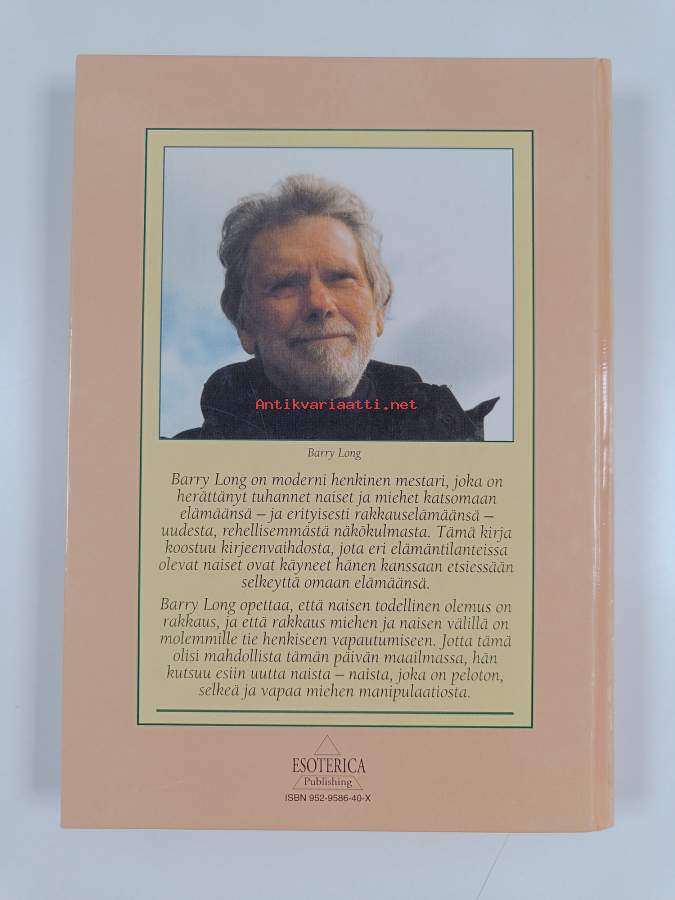 Antikvariaatti.net
Barry Long
Barry Long on moderni henkinen mestari, joka on
herättänyt tuhannet naiset ja miehet katsomaan
elämäänsä – ja erityisesti rakkauselämäänsä –
uudesta, rehellisemmästä näkökulmasta. Tämä kirja
koostuu kirjeenvaihdosta, jota eri elämäntilanteissa
olevat naiset ovat käyneet hänen kanssaan etsiessään
selkeyttä omaan elämäänsä.
Barry Long opettaa, että naisen todellinen olemus on
rakkaus, ja että rakkaus miehen ja naisen välillä on
molemmille tie henkiseen vapautumiseen. Jotta tämä
olisi mahdollista tämän päivän maailmassa, hän
kutsuu esiin uutta naista – naista, joka on peloton,
selkeä ja vapaa miehen manipulaatiosta.
ESOTERICA
Publishing
ISBN 952-9586-40-X